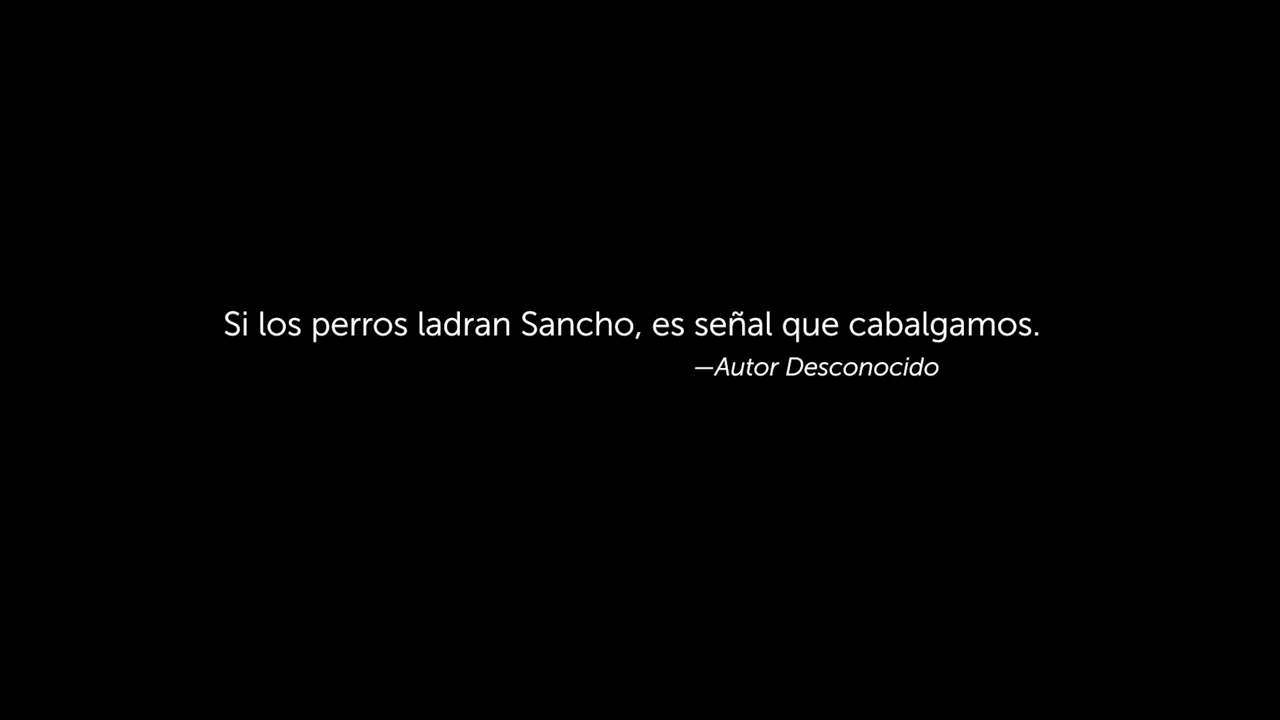 Si los perros ladran Sancho, es señal que cabalgamos.
—Autor Desconocido